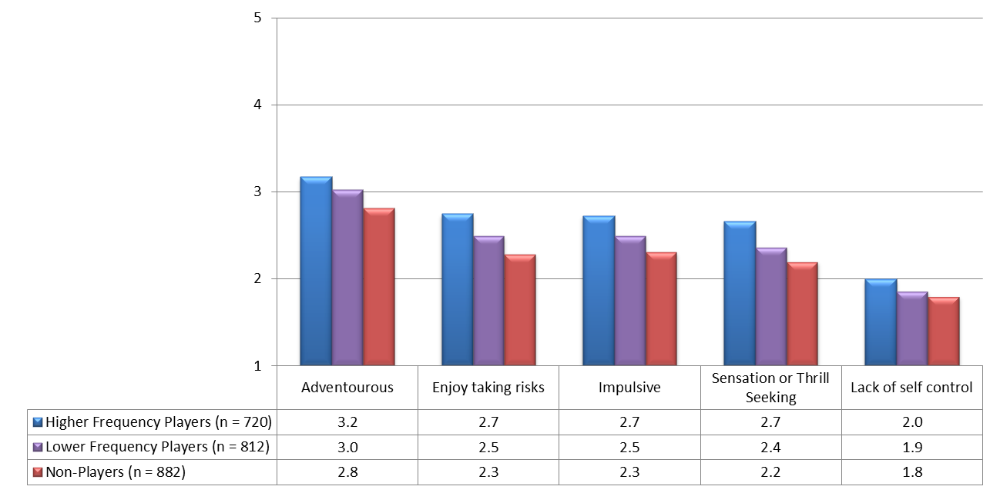 5
4
3
2
1
Adventourous Enjoy taking risks Impulsive Sensation or Thrill Seeking Lack of self control
Higher Frequency Players (n = 720) 3.2 2.7 2.7 2.7 2.0
Lower Frequency Players (n = 812) 3.0 2.5 2.5 2.4 1.9
Non-Players (n = 882) 2.8 2.3 2.3 2.2 1.8